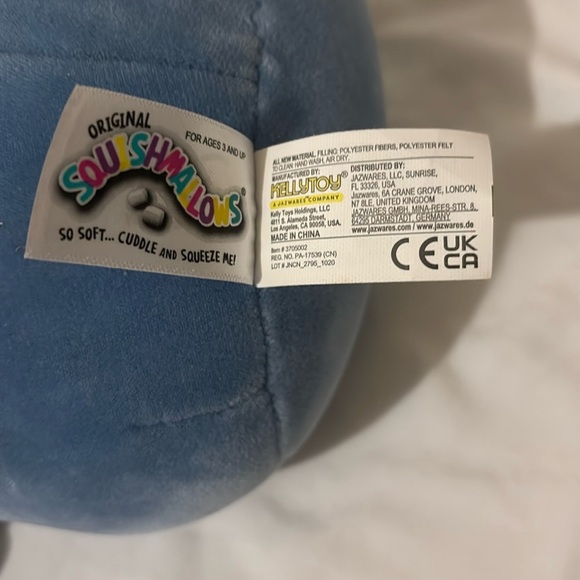 ORIGINAL
FOR AGES 3 AND UP
SQUISHMALLOWS®
SO SOFT... CUDDLE AND SQUEEZE ME!
ALL NEW MATERIAL, FILLING: POLYESTER FIBERS, POLYESTER FELT
TO CLEAN: HAND WASH, AIR DRY.
MANUFACTURED BY:
KELLYTOY®
A JAZWARES COMPANY
Kelly Toys Holdings, LLC
4811 S. Alameda Street,
Los Angeles, CA 90058, USA.
MADE IN CHINA
Item # 3705002
REG. NO. PA-17539 (CN)
LOT # JNCN_2795_1020
DISTRIBUTED BY:
JAZWARES, LLC, SUNRISE,
FL 33326, USA
Jazwares, 6A CRANE GROVE, LONDON,
N7 8LE, UNITED KINGDOM
JAZWARES GMBH, MINA-REES-STR. 8,
64295 DARMSTADT, GERMANY
www.jazwares.com / www.jazwares.de
CE UK
CA